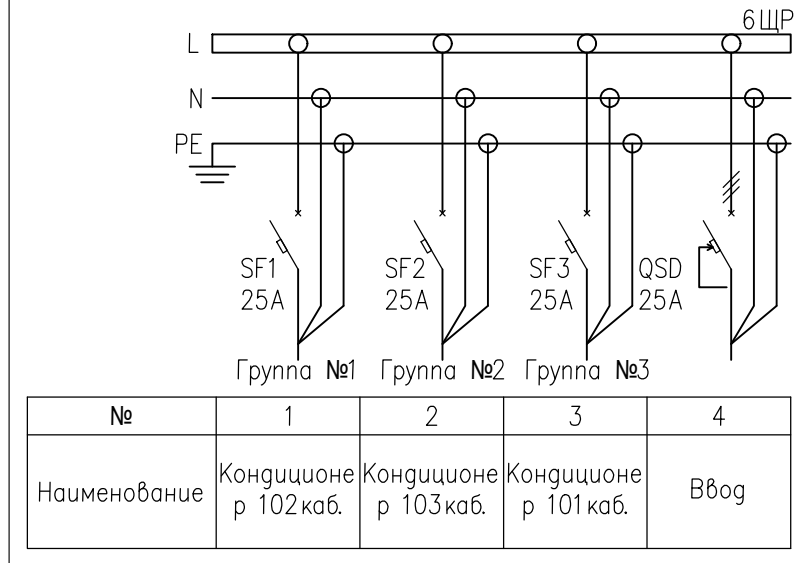 6ЩР
L
N
PE
SF1
25А
SF2
25А
SF3
25А
QSD
25А
Группа №1
Группа №2
Группа №3
№ 1 2 3 4
Наименование
Кондиционе
р 102каб.
Кондиционе
р 103каб.
Кондиционе
р 101каб.
Ввод